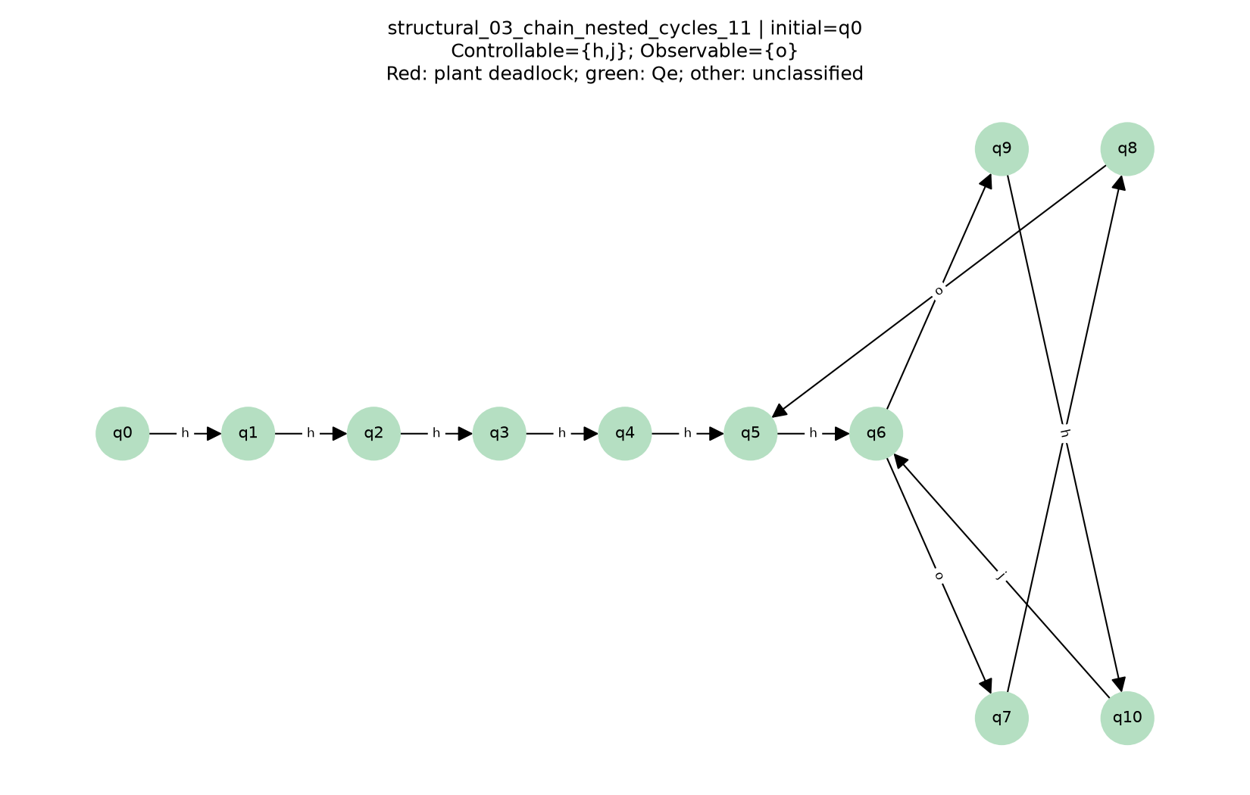 structural_03_chain_nested_cycles_11 | initial=q0
Controllable={h,j}; Observable={o}
Red: plant deadlock; green: Qe; other: unclassified
q9
q8
o
q0
h
q1
h
q2
h
q3
h
q4
h
q5
h
q6
h
o
j
q7
q10